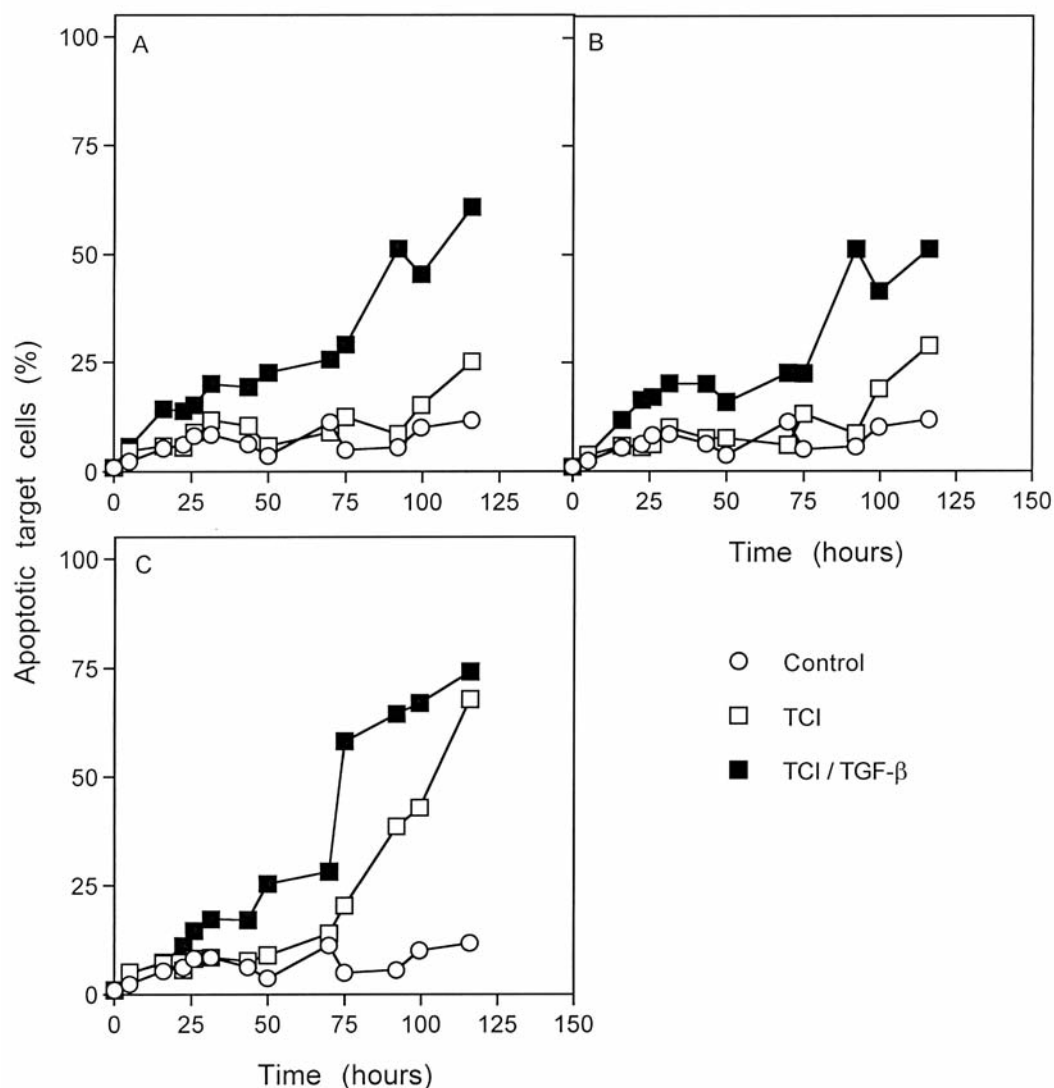 A
B
100
75
50
25
0
0 25 50 75 100 125
0 25 50 75 100 125 150
Time (hours)
Apoptotic target cells (%)
C
100
75
50
25
0
0 25 50 75 100 125 150
Time (hours)
Control
TCI
TCI / TGF-β